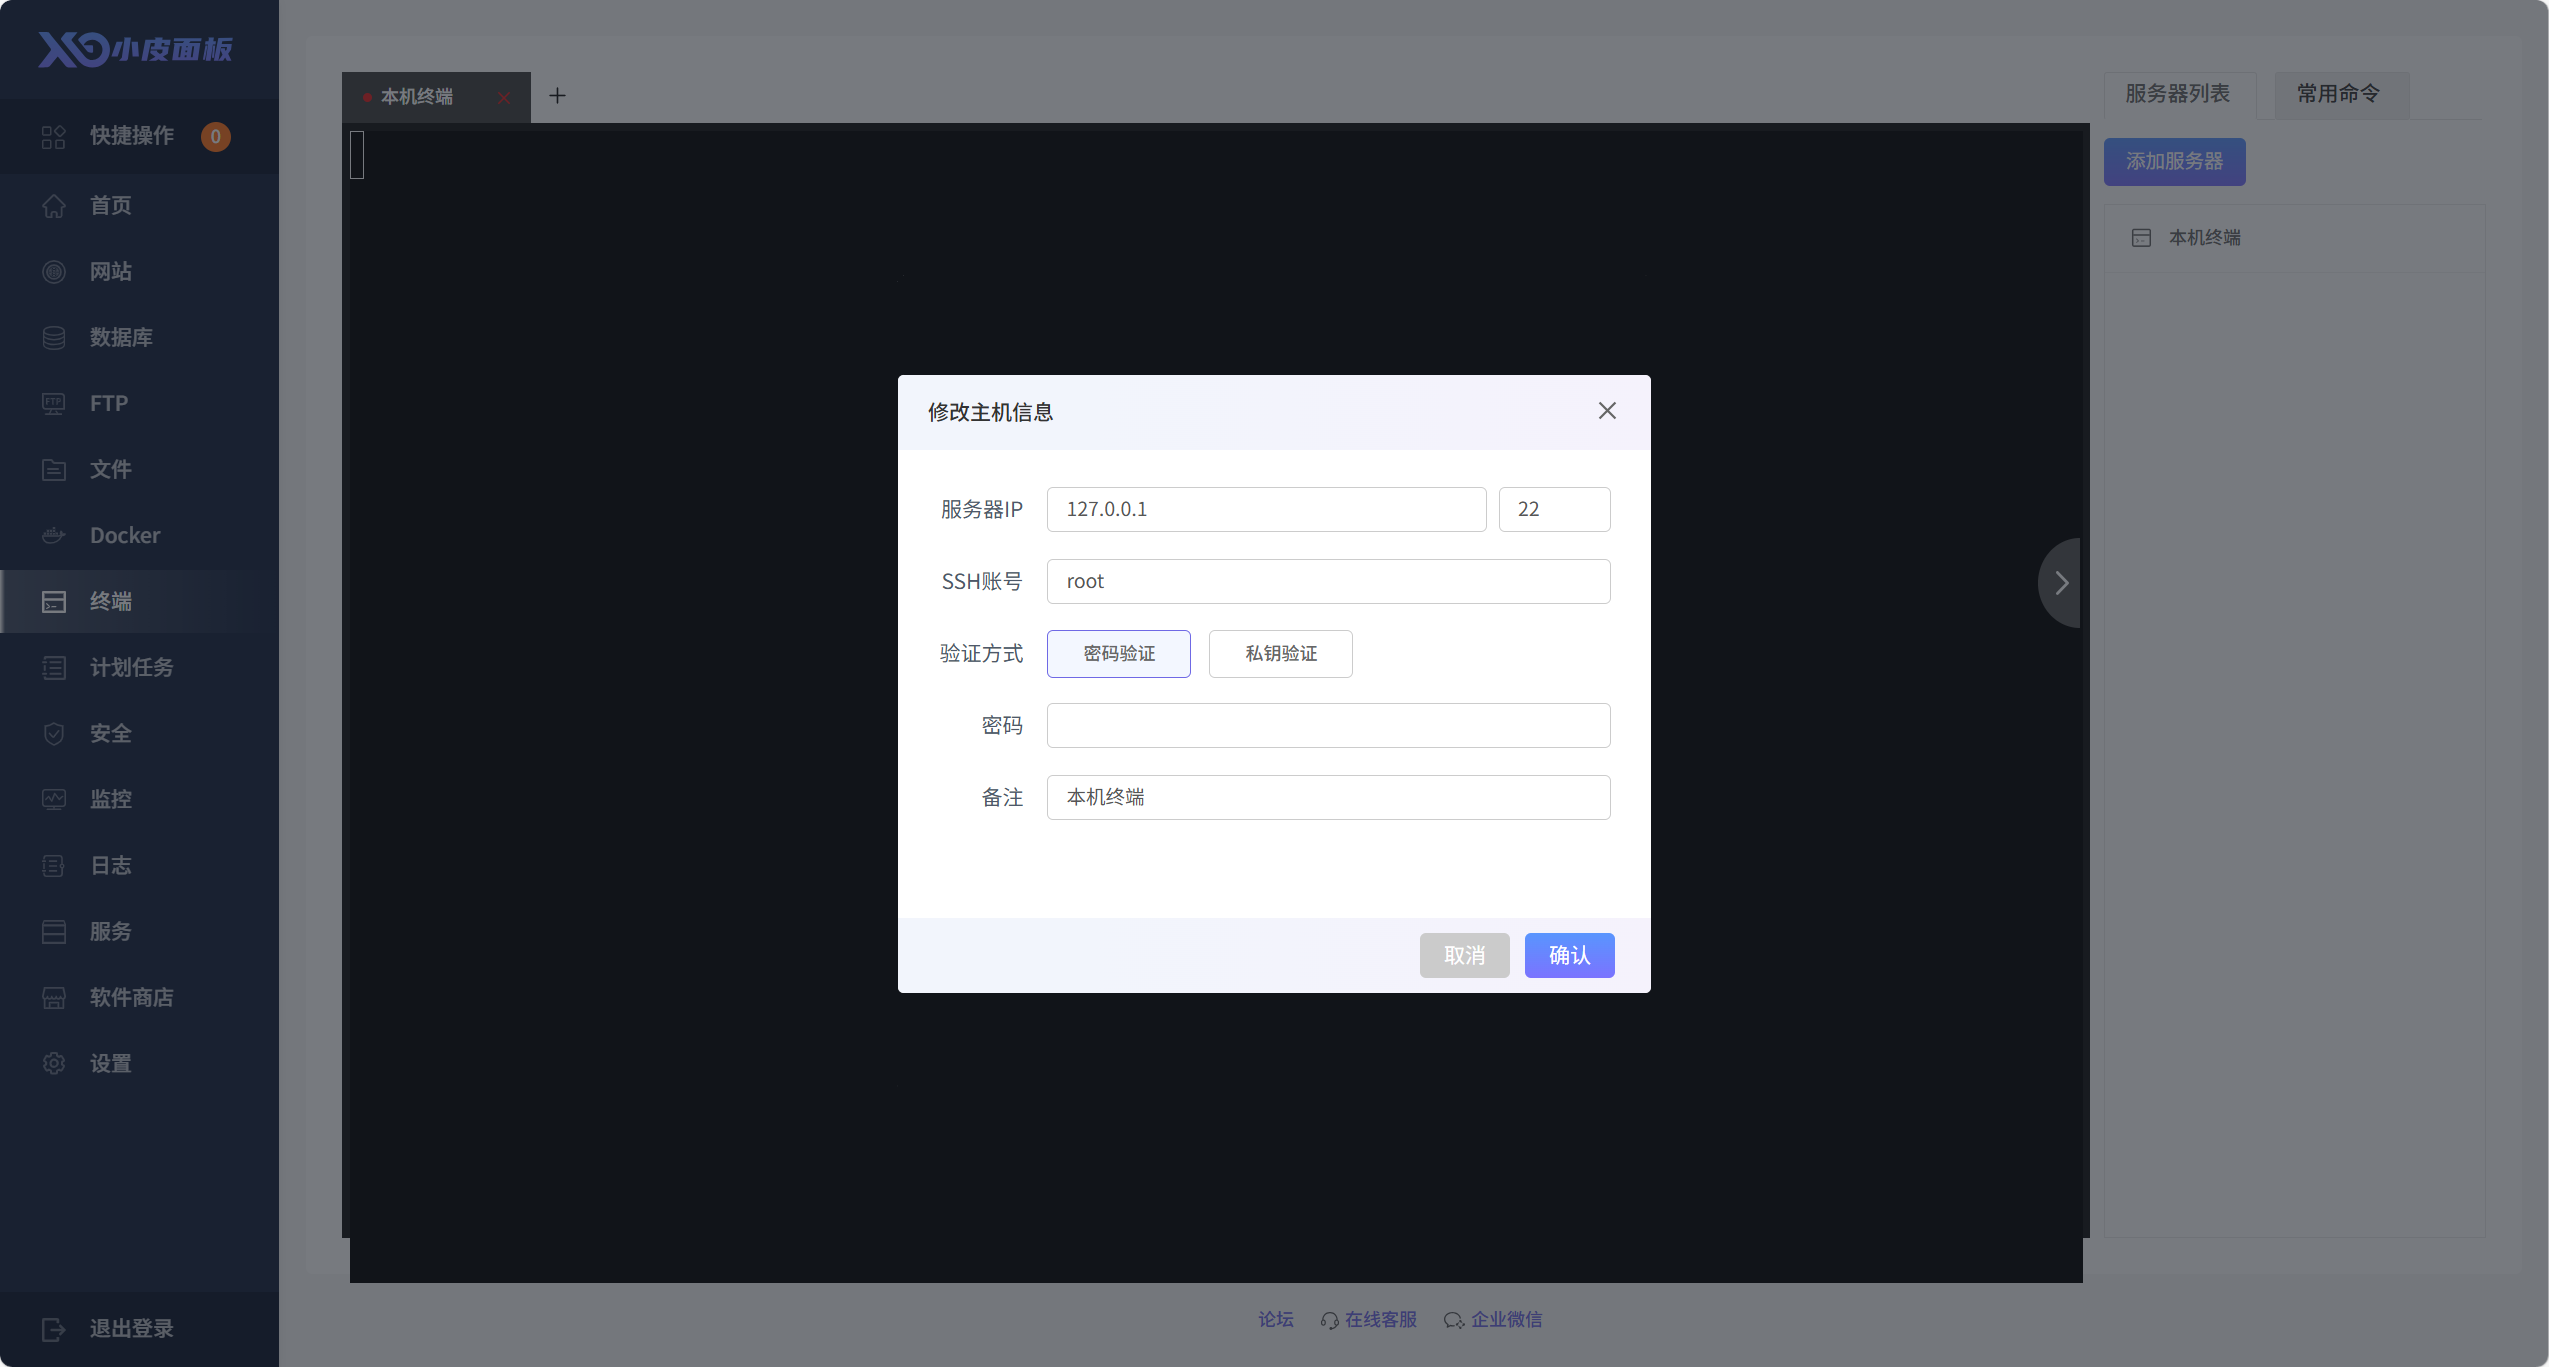 小皮面板
快捷操作 0
首页
网站
数据库
FTP
文件
Docker
终端
计划任务
安全
监控
日志
服务
软件商店
设置
退出登录
本机终端
服务器列表 常用命令
添加服务器
本机终端
修改主机信息
服务器IP 127.0.0.1 22
SSH账号 root
验证方式 密码验证 私钥验证
密码
备注 本机终端
取消 确认
论坛 在线客服 企业微信